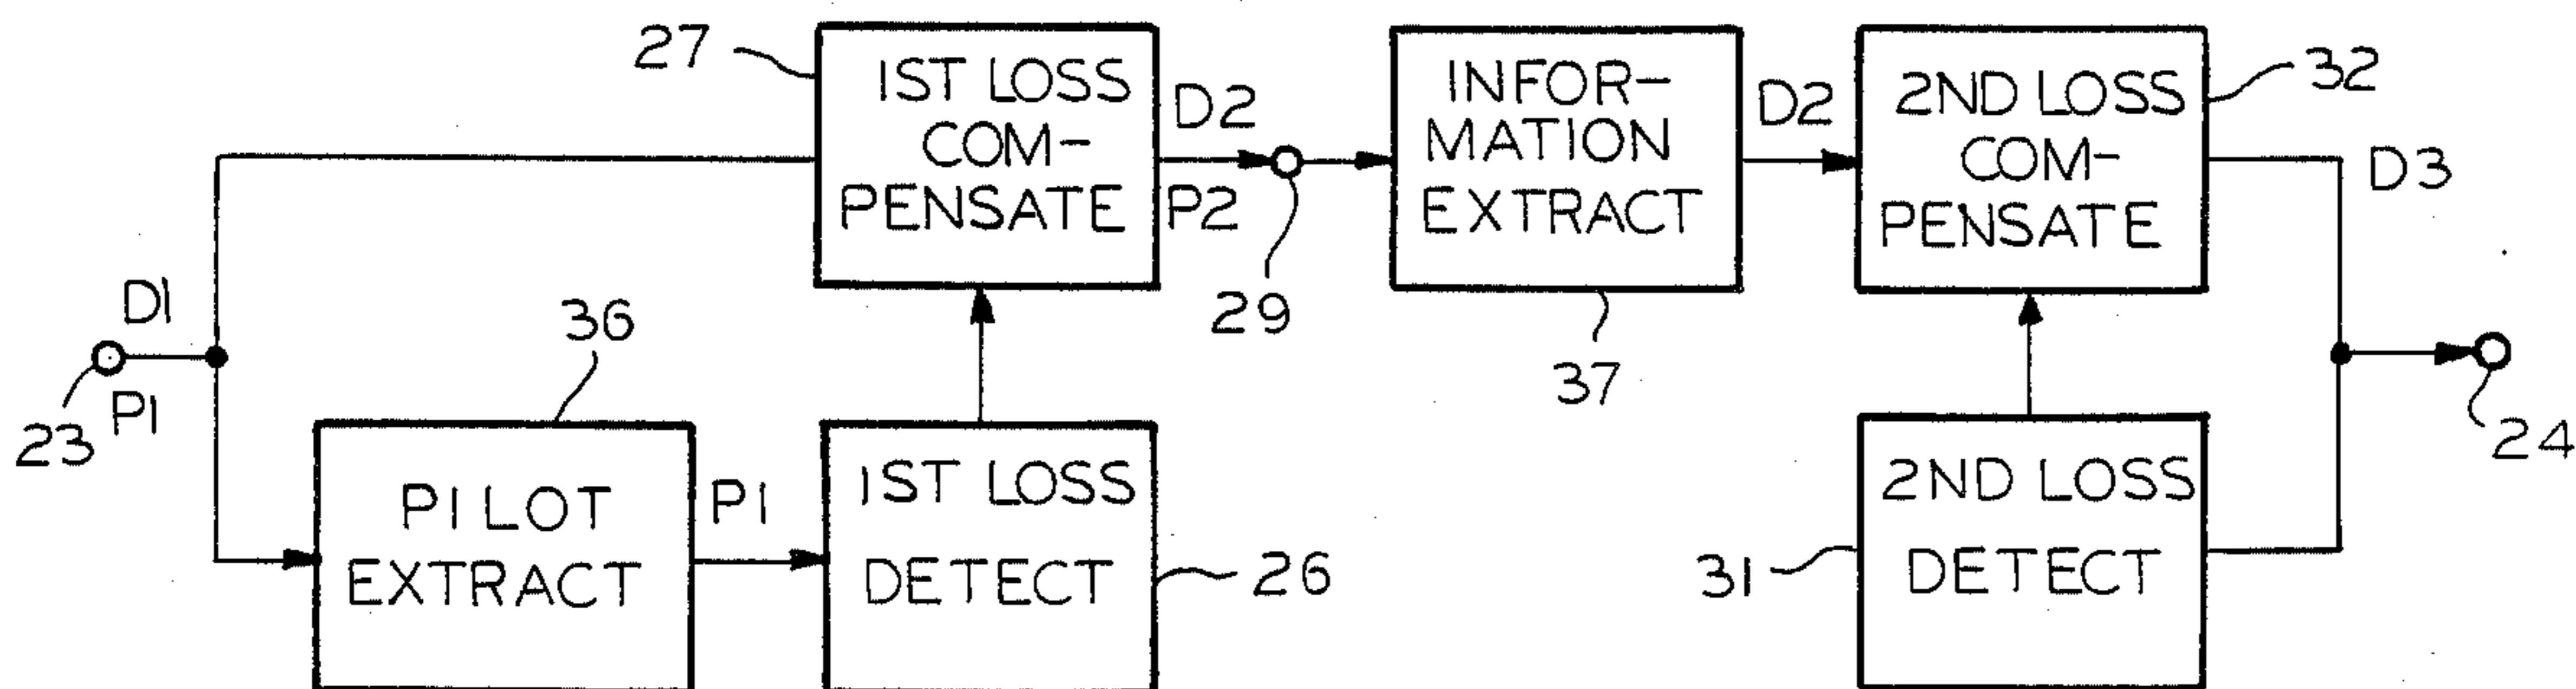 27
1ST LOSS
COM-
PENSATE
D2
P2
29
INFOR-
MATION
EXTRACT
37
D2
2ND LOSS
COM-
PENSATE
32
D3
D1
P1
23
36
PILOT
EXTRACT
P1
1ST LOSS
DETECT
26
31
2ND LOSS
DETECT
24